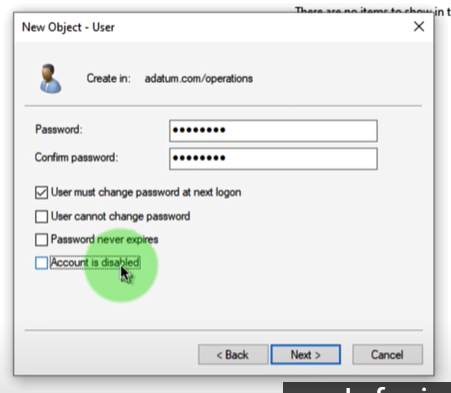 There are no items to show in t
New Object - User
Create in: adatum.com/operations
Password:
Confirm password:
User must change password at next logon
User cannot change password
Password never expires
Account is disabled
< Back Next > Cancel